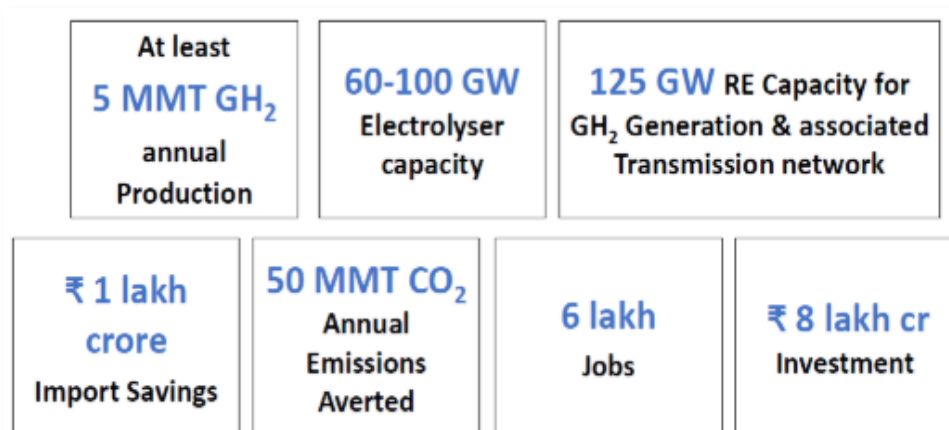 At least
5 MMT GH₂
annual
Production
60-100 GW
Electrolyser
capacity
125 GW RE Capacity for
GH₂ Generation & associated
Transmission network
₹ 1 lakh
crore
Import Savings
50 MMT CO₂
Annual
Emissions
Averted
6 lakh
Jobs
₹ 8 lakh cr
Investment